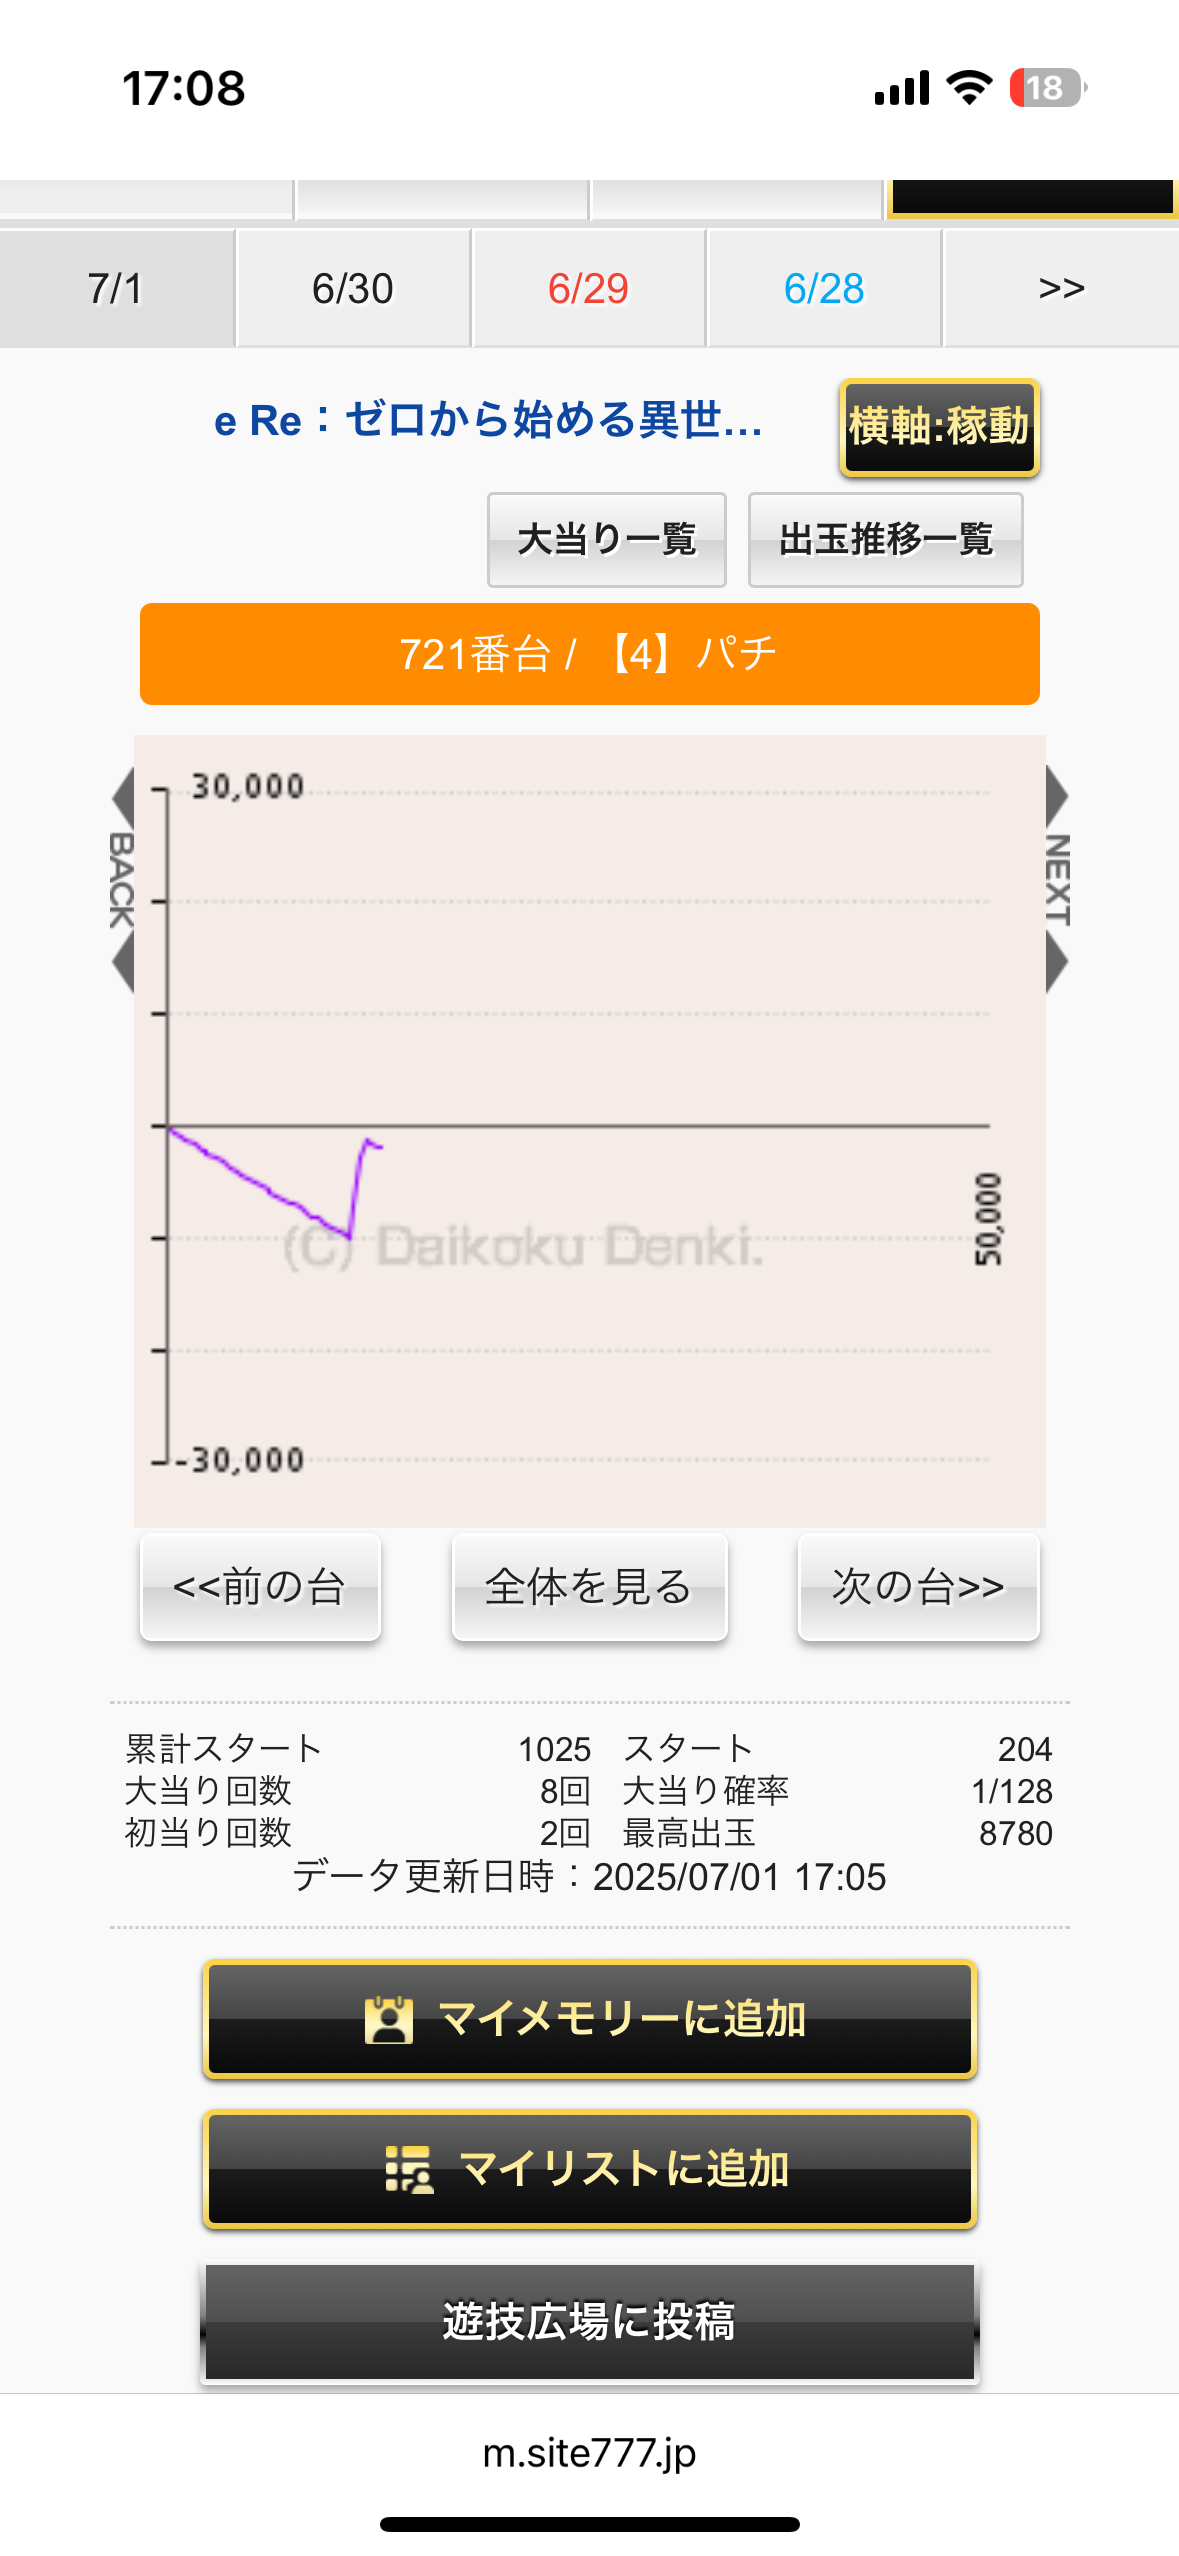 17:08
18
7/1 6/30 6/29 6/28 >>
e Re：ゼロから始める異世…
横軸:稼動
大当り一覧 出玉推移一覧
721番台 / 【4】パチ
30,000
BACK
NEXT
50,000
(C) Daikoku Denki.
-30,000
<<前の台 全体を見る 次の台>>
累計スタート 1025 スタート 204
大当り回数 8回 大当り確率 1/128
初当り回数 2回 最高出玉 8780
データ更新日時：2025/07/01 17:05
マイメモリーに追加
マイリストに追加
遊技広場に投稿
m.site777.jp